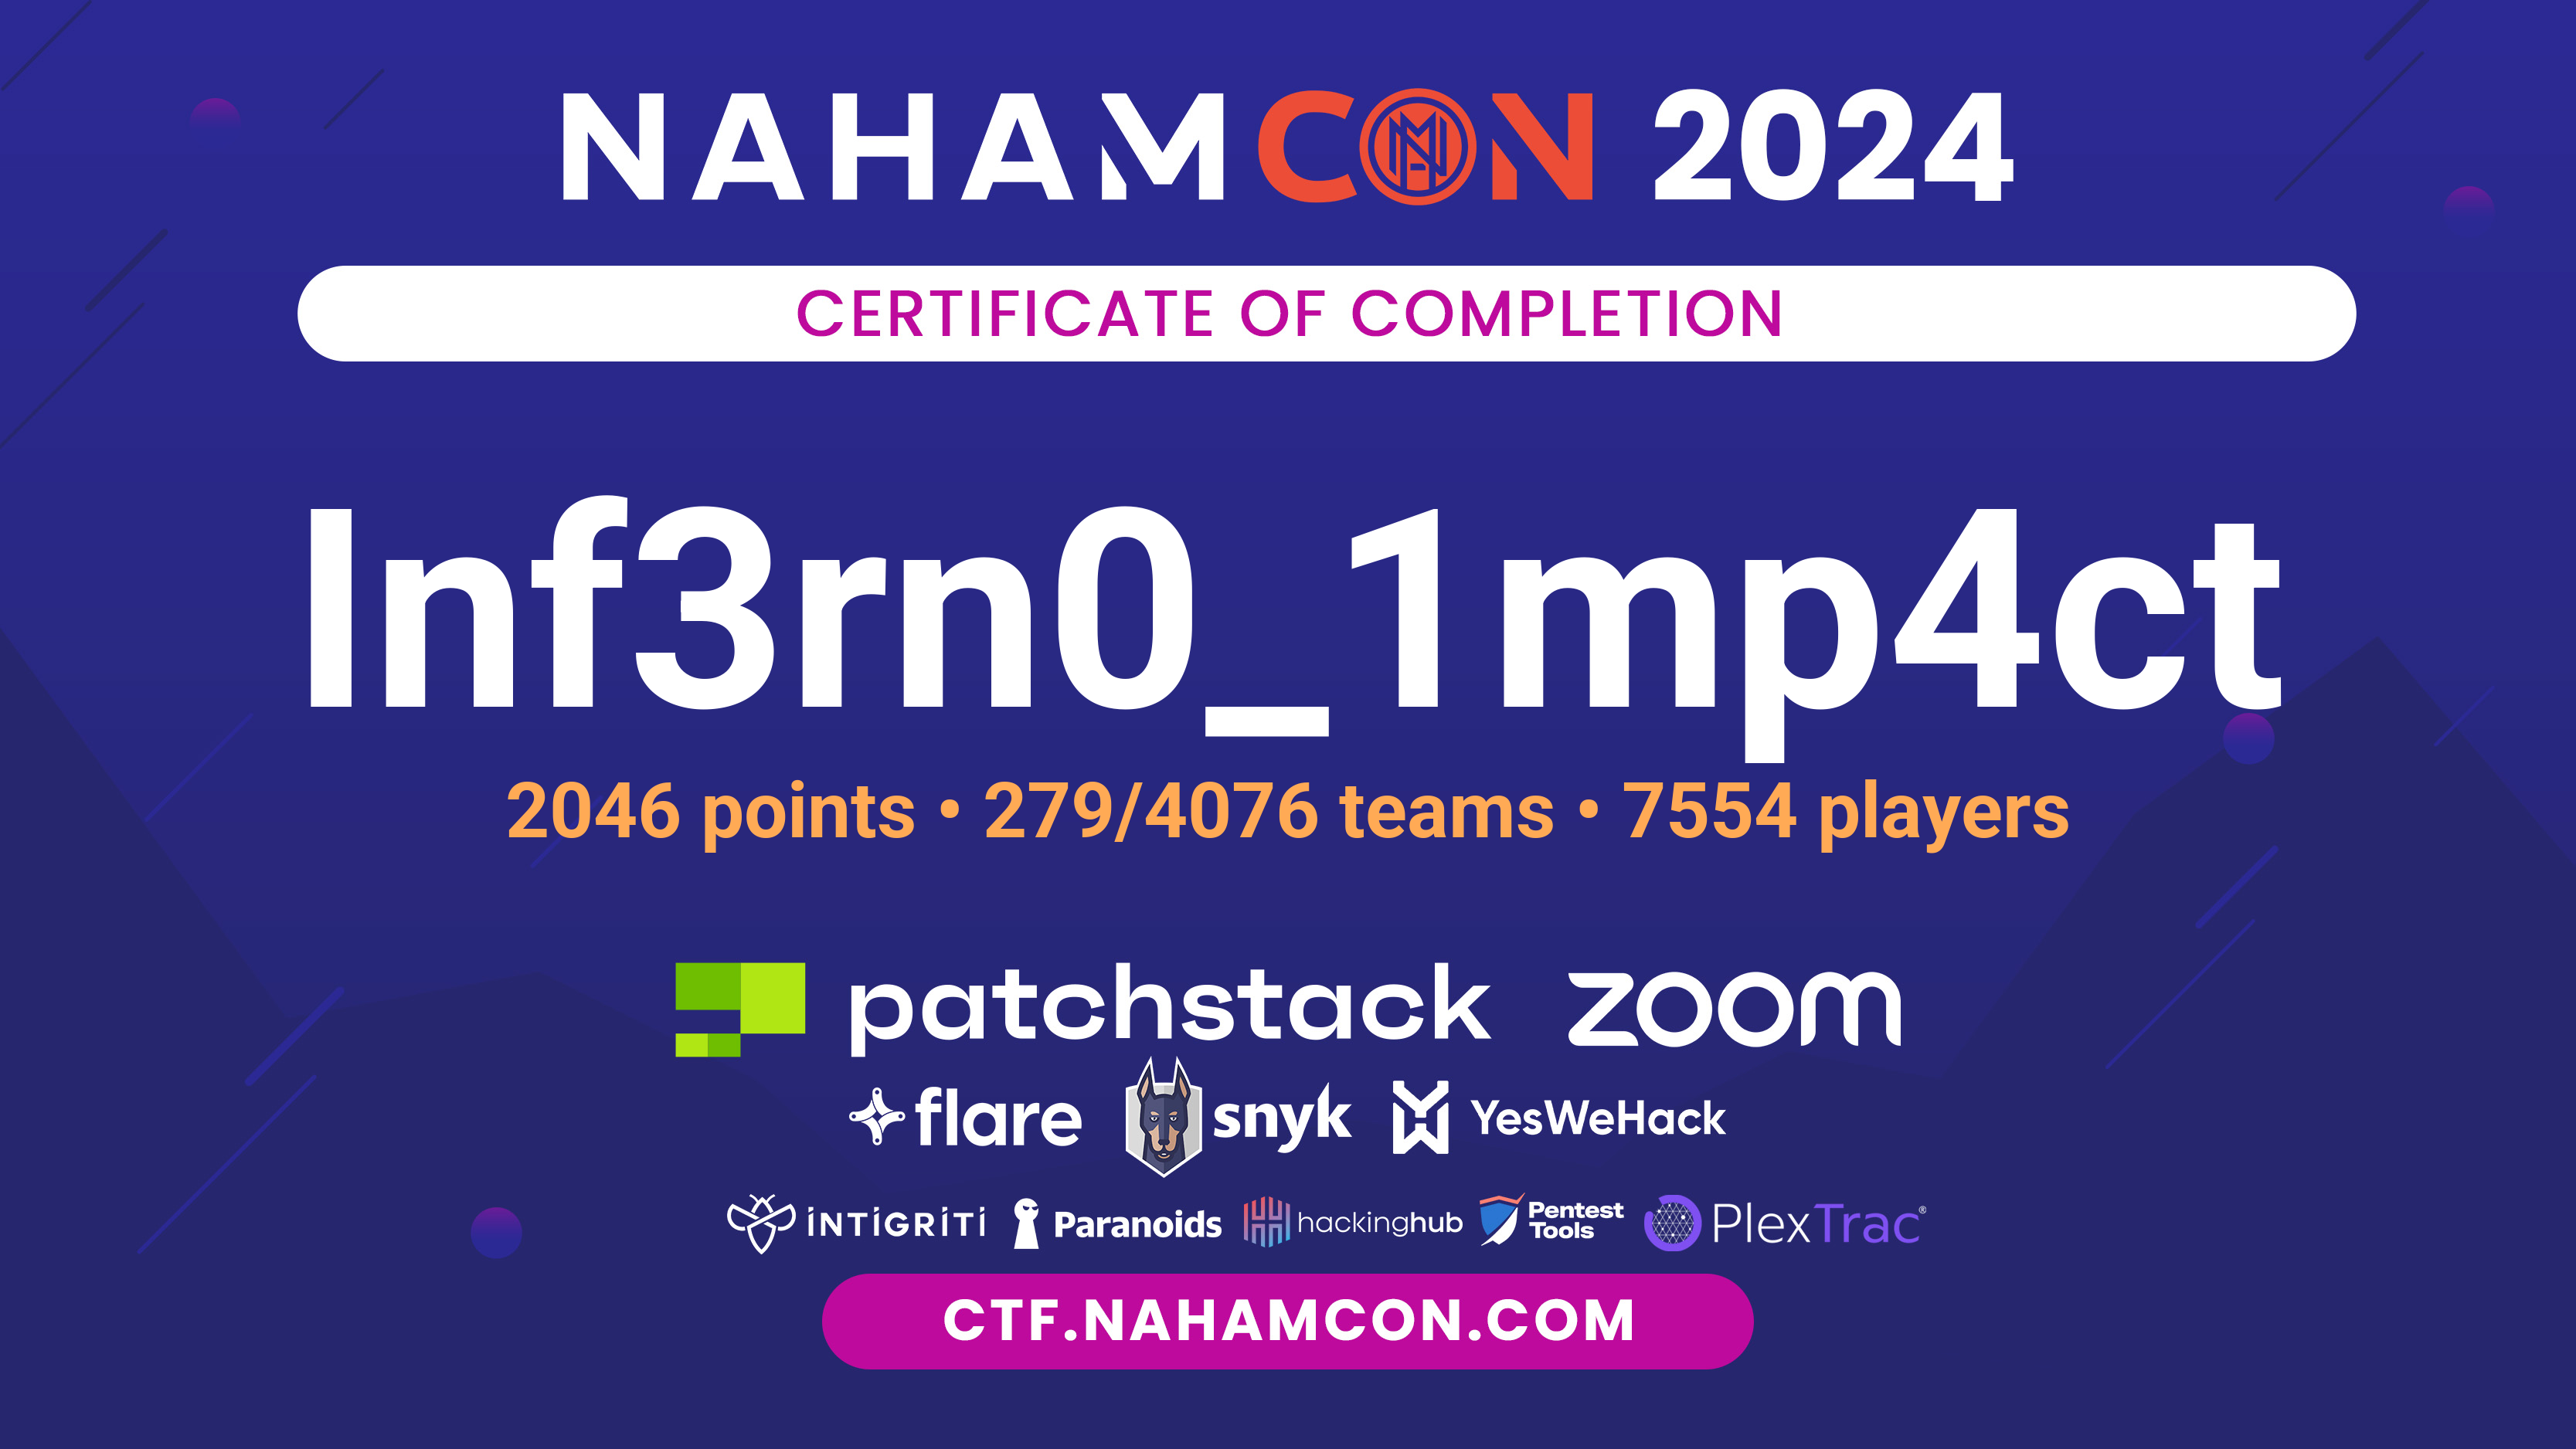 NAHAMCON 2024
CERTIFICATE OF COMPLETION
Inf3rn0_1mp4ct
2046 points • 279/4076 teams • 7554 players
patchstack zoom
flare snyk YesWeHack
INTIGRITI Paranoids hackinghub Pentest Tools PlexTrac®
CTF.NAHAMCON.COM